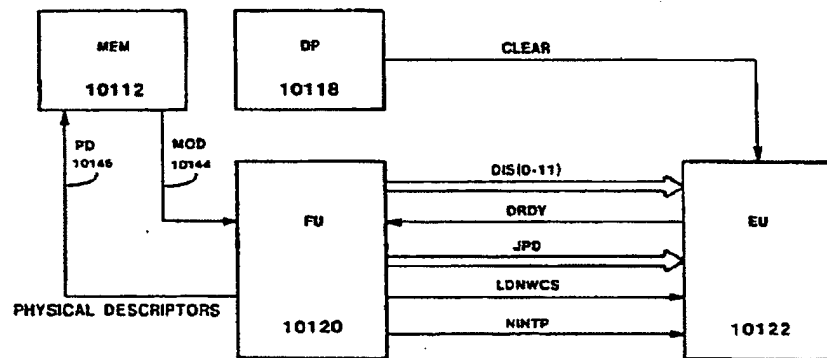 MEM
10112
DP
10118
CLEAR
PD
10146
MOD
10144
FU
10120
DIS(0-11)
DRDY
JPD
LDNWCS
NINTP
EU
10122
PHYSICAL DESCRIPTORS